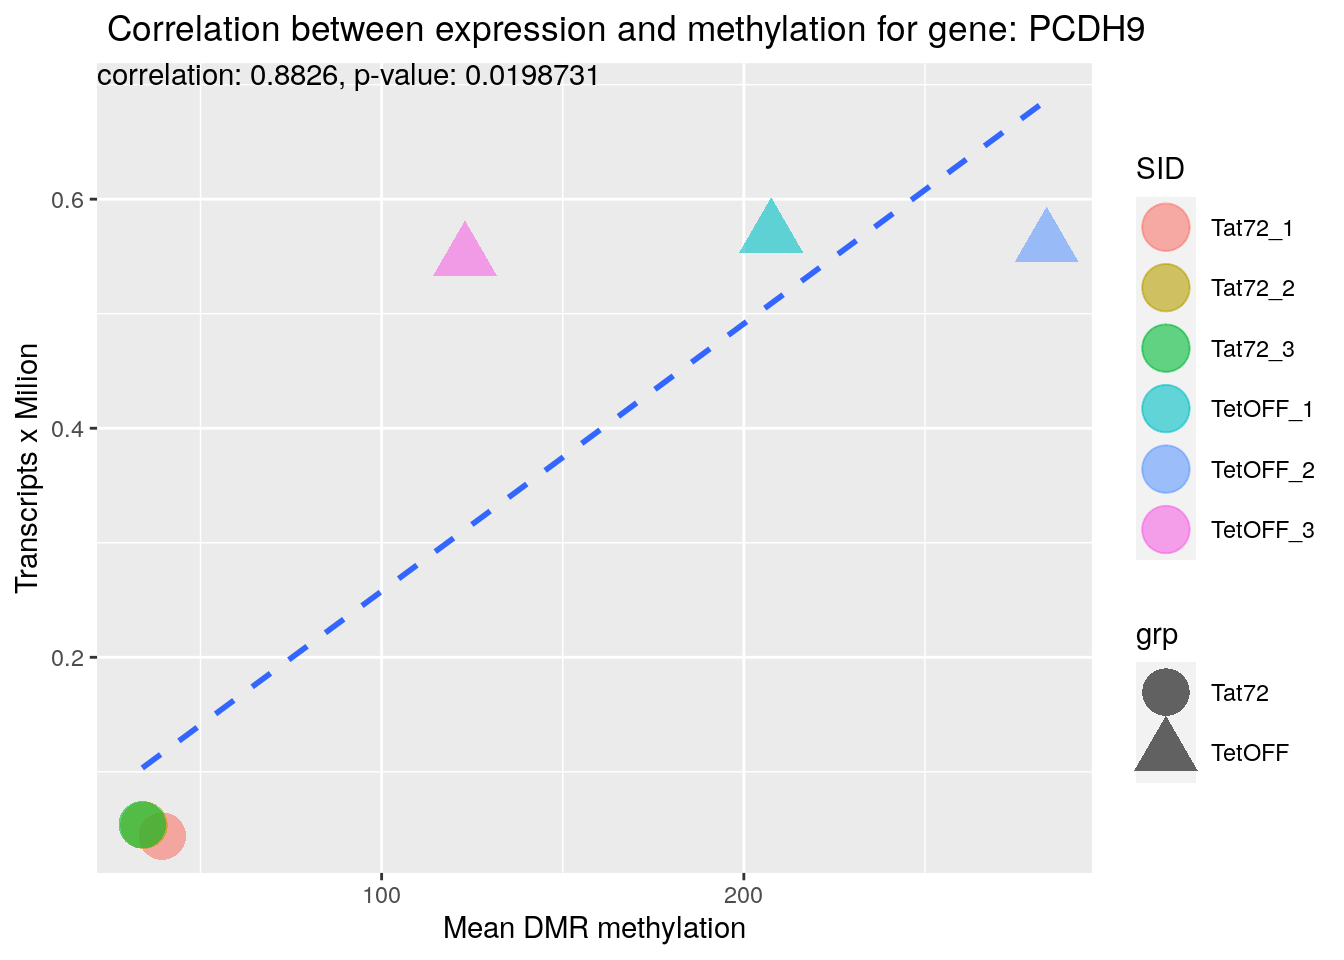 Correlation between expression and methylation for gene: PCDH9
correlation: 0.8826, p-value: 0.0198731
0.6
0.4
0.2
Transcripts x Milion
100
200
Mean DMR methylation
SID
Tat72_1
Tat72_2
Tat72_3
TetOFF_1
TetOFF_2
TetOFF_3
grp
Tat72
TetOFF